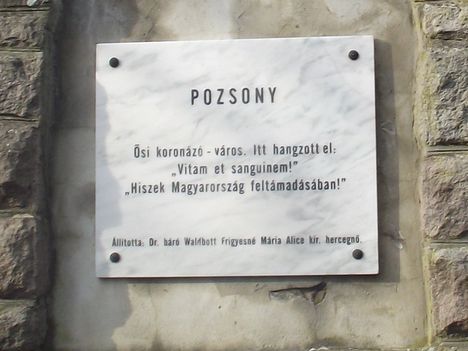 POZSONY
Ősi koronázó - város. Itt hangzott el:
„Vitam et sanguinem!"
„Hiszek Magyarország feltámadásában!"
Állította: Dr. báró Waldbott Frigyesné Mária Alice kir. hercegnő.